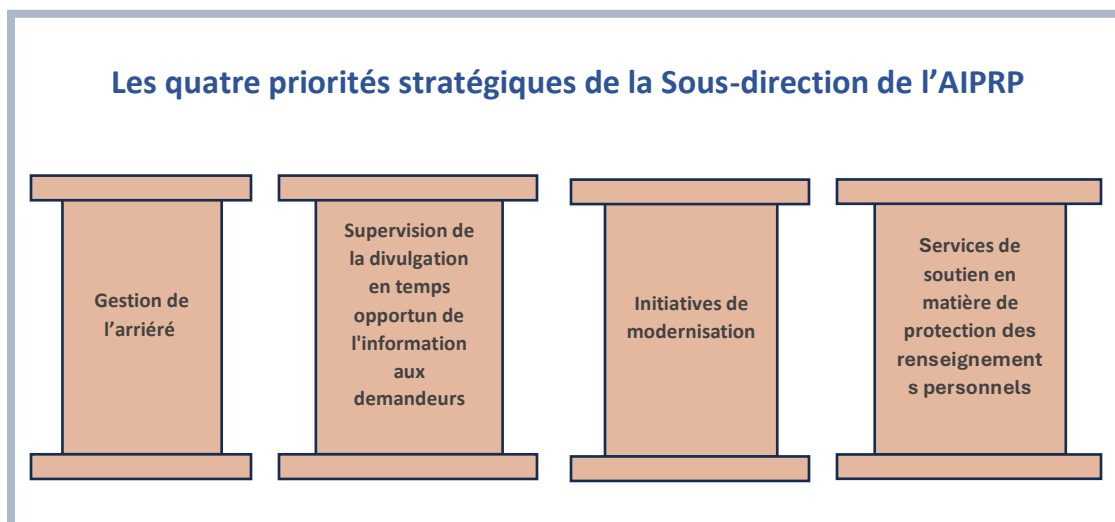 Les quatre priorités stratégiques de la Sous-direction de l’AIPRP
Gestion de
l’arriéré
Supervision de
la divulgation
en temps
opportun de
l'information
aux
demandeurs
Initiatives de
modernisation
Services de
soutien en
matière de
protection des
renseignement
s personnels